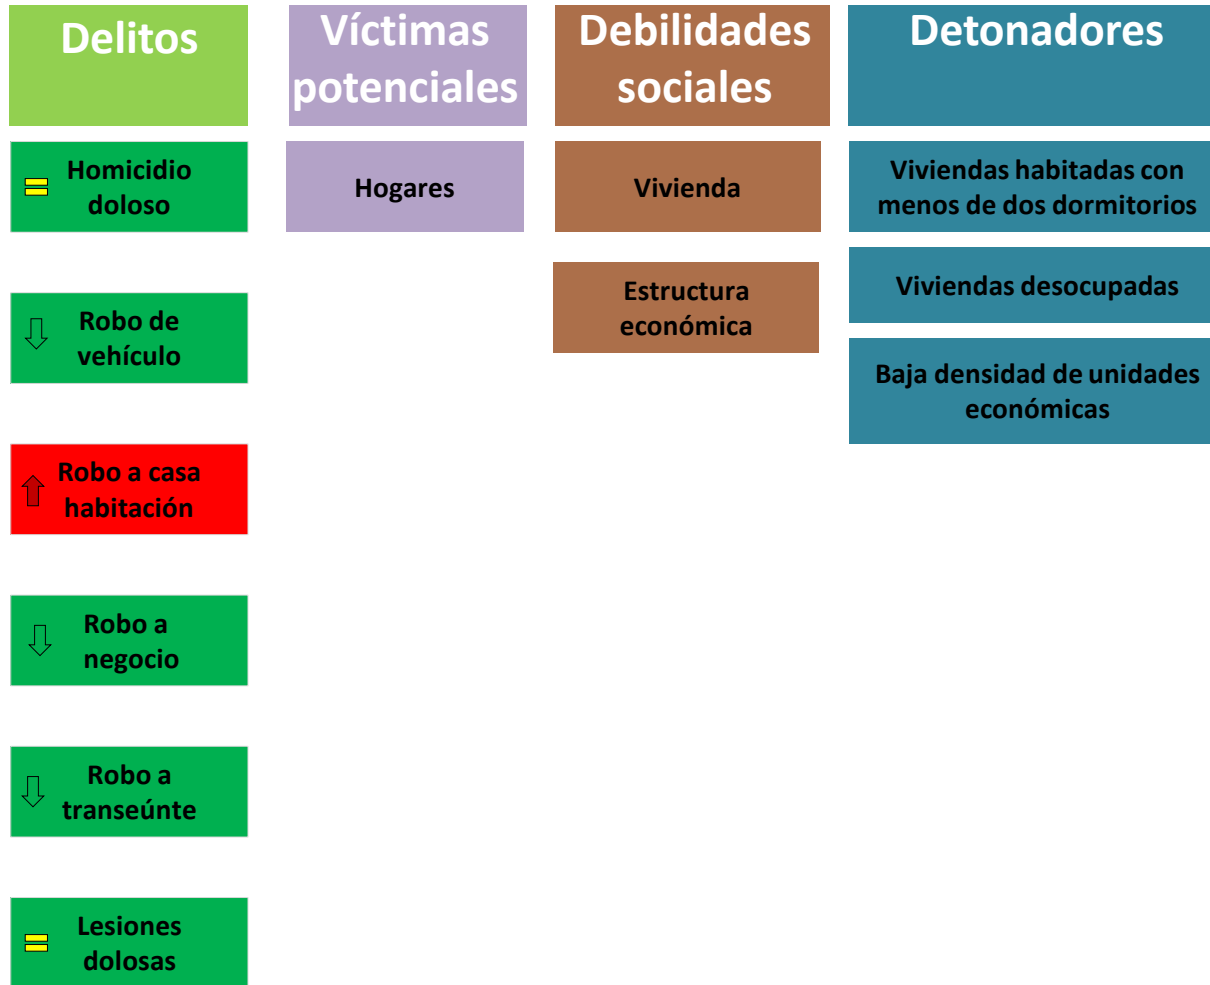 Delitos
Víctimas
potenciales
Debilidades
sociales
Detonadores
Homicidio
doloso
Hogares
Vivienda
Viviendas habitadas con
menos de dos dormitorios
Robo de
vehículo
Estructura
económica
Viviendas desocupadas
Baja densidad de unidades
económicas
Robo a casa
habitación
Robo a
negocio
Robo a
transeúnte
Lesiones
dolosas